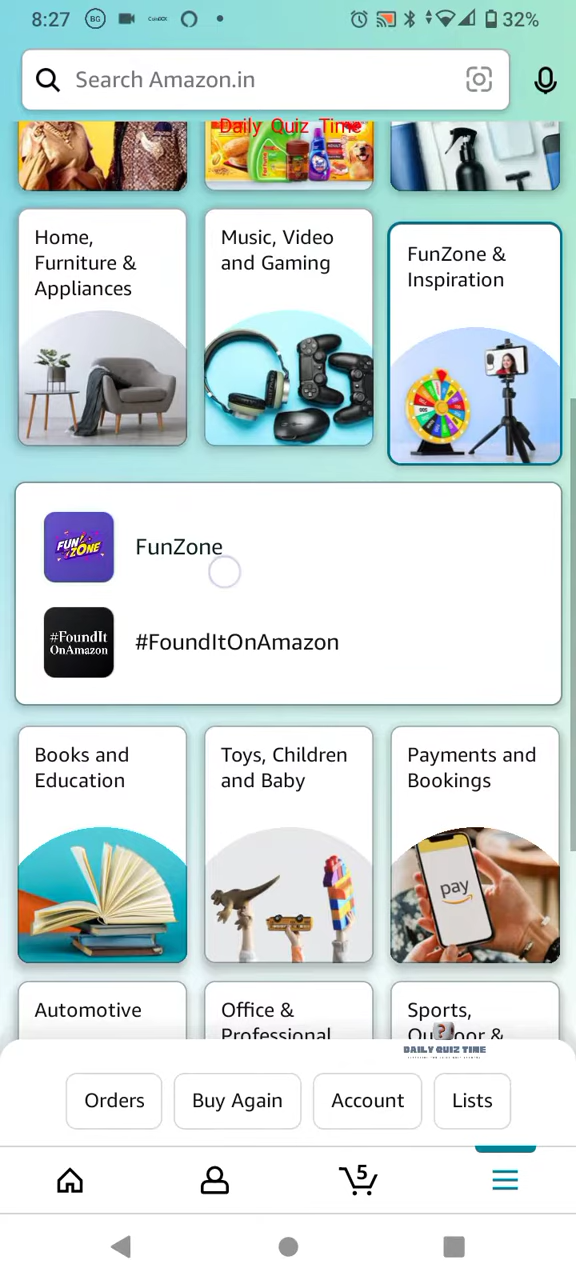 8:27
BG
32%
Search Amazon.in
Daily Quiz Time
Home,
Furniture &
Appliances
Music, Video
and Gaming
FunZone &
Inspiration
FUN ZONE
FunZone
#FoundIt
OnAmazon
#FoundItOnAmazon
Books and
Education
Toys, Children
and Baby
Payments and
Bookings
pay
Automotive
Office &
Professional
Sports,
Outdoor &
DAILY QUIZ TIME
Orders
Buy Again
Account
Lists
5